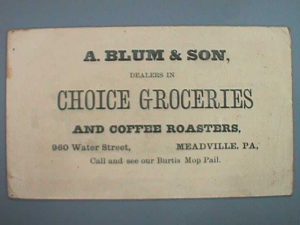 A. BLUM & SON,
DEALERS IN
CHOICE GROCERIES
AND COFFEE ROASTERS,
960 Water Street, MEADVILLE, PA,
Call and see our Burtis Mop Pail.